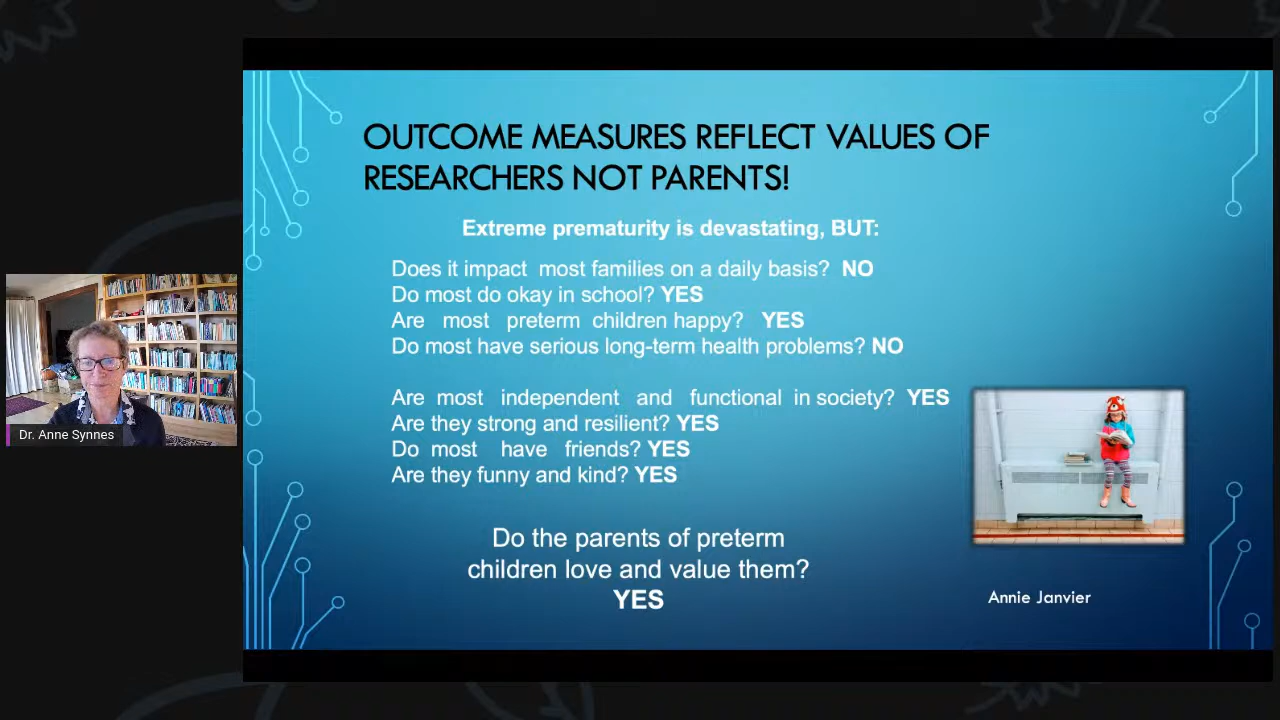 OUTCOME MEASURES REFLECT VALUES OF
RESEARCHERS NOT PARENTS!
Extreme prematurity is devastating, BUT:
Does it impact most families on a daily basis? NO
Do most do okay in school? YES
Are most preterm children happy? YES
Do most have serious long-term health problems? NO
Are most independent and functional in society? YES
Are they strong and resilient? YES
Do most have friends? YES
Are they funny and kind? YES
Do the parents of preterm
children love and value them?
YES
Annie Janvier
Dr. Anne Synnes